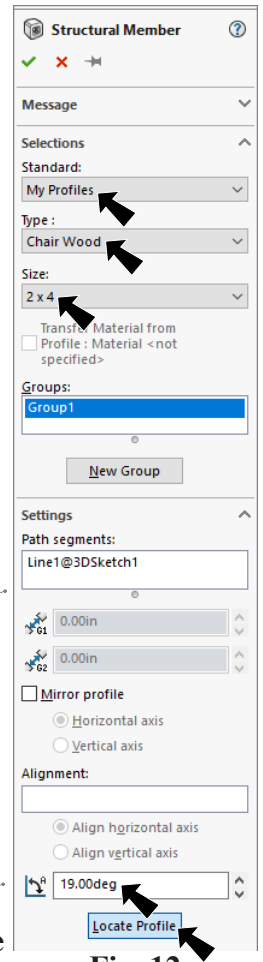 Structural Member
Message
Selections
Standard:
My Profiles
Type :
Chair Wood
Size:
2 x 4
Transfer Material from
Profile : Material <not
specified>
Groups:
Group1
New Group
Settings
Path segments:
Line1@3DSketch1
G1 0.00in
G2 0.00in
Mirror profile
Horizontal axis
Vertical axis
Alignment:
Align horizontal axis
Align vertical axis
19.00deg
Locate Profile
e